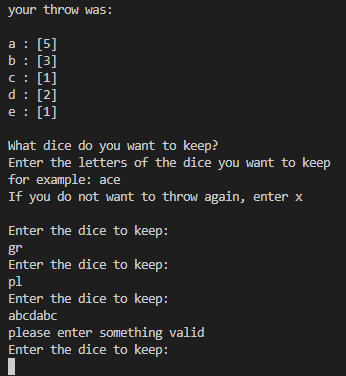 your throw was:
a : [5]
b : [3]
c : [1]
d : [2]
e : [1]
What dice do you want to keep?
Enter the letters of the dice you want to keep
for example: ace
If you do not want to throw again, enter x
Enter the dice to keep:
gr
Enter the dice to keep:
pl
Enter the dice to keep:
abcdabc
please enter something valid
Enter the dice to keep: